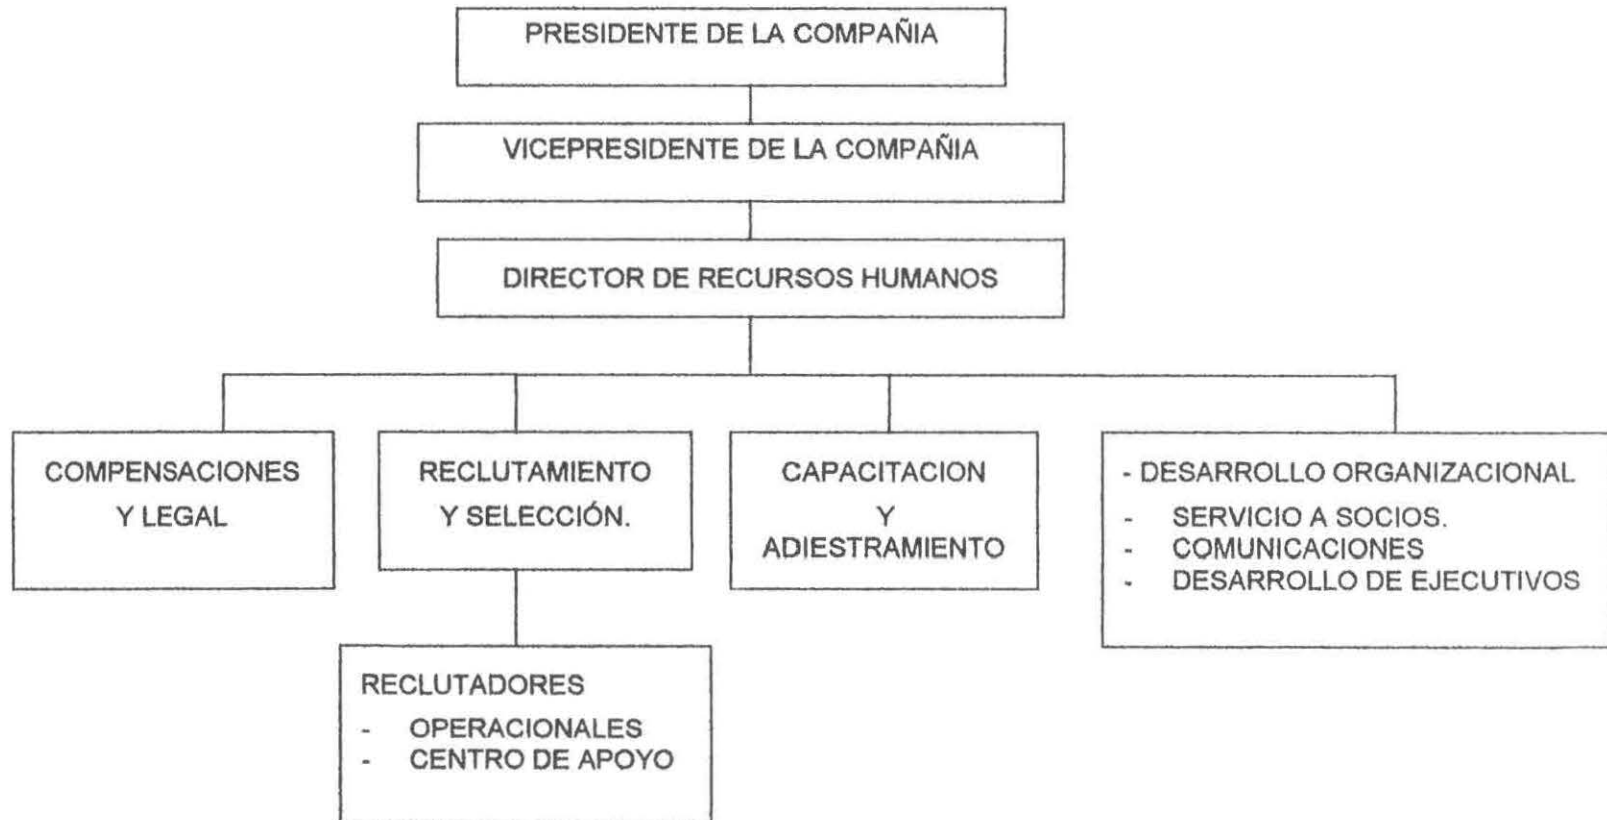 PRESIDENTE DE LA COMPAÑIA
VICEPRESIDENTE DE LA COMPAÑIA
DIRECTOR DE RECURSOS HUMANOS
COMPENSACIONES
Y LEGAL
RECLUTAMIENTO
Y SELECCIÓN.
CAPACITACION
Y
ADIESTRAMIENTO
- DESARROLLO ORGANIZACIONAL
- SERVICIO A SOCIOS.
- COMUNICACIONES
- DESARROLLO DE EJECUTIVOS
RECLUTADORES
- OPERACIONALES
- CENTRO DE APOYO